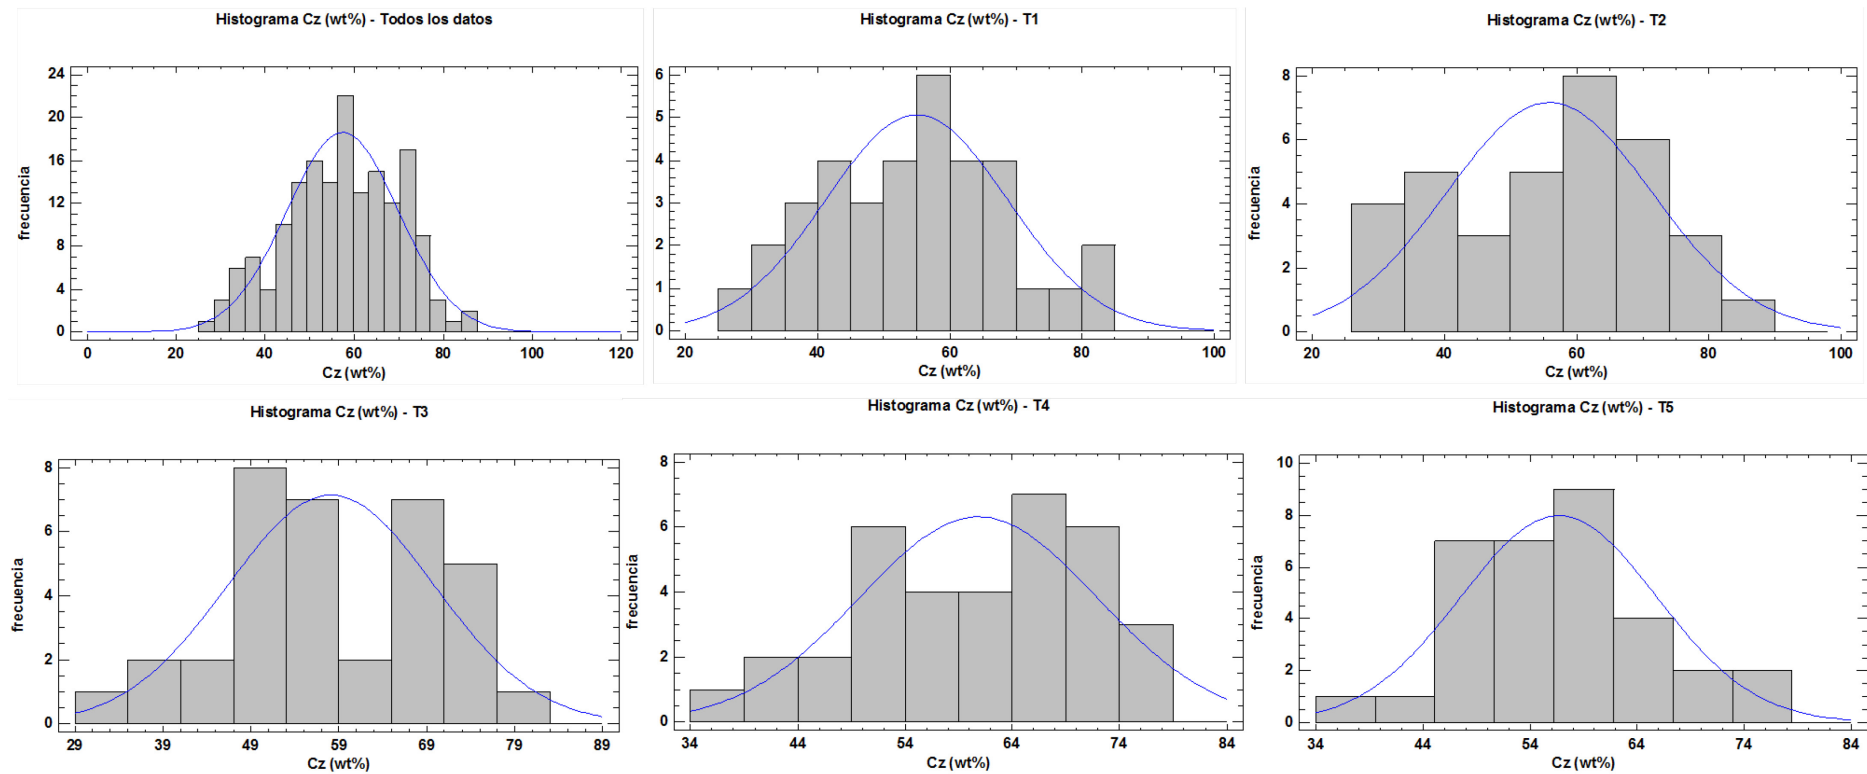 Histograma Cz (wt%) - Todos los datos
frecuencia
24
20
16
12
8
4
0
0 20 40 60 80 100 120
Cz (wt%)
Histograma Cz (wt%) - T1
6
5
4
3
2
1
0
20 40 60 80 100
Cz (wt%)
Histograma Cz (wt%) - T2
frecuencia
8
6
4
2
0
20 40 60 80 100
Cz (wt%)
Histograma Cz (wt%) - T3
frecuencia
8
6
4
2
0
29 39 49 59 69 79 89
Cz (wt%)
Histograma Cz (wt%) - T4
frecuencia
8
6
4
2
0
34 44 54 64 74 84
Cz (wt%)
Histograma Cz (wt%) - T5
frecuencia
10
8
6
4
2
0
34 44 54 64 74 84
Cz (wt%)